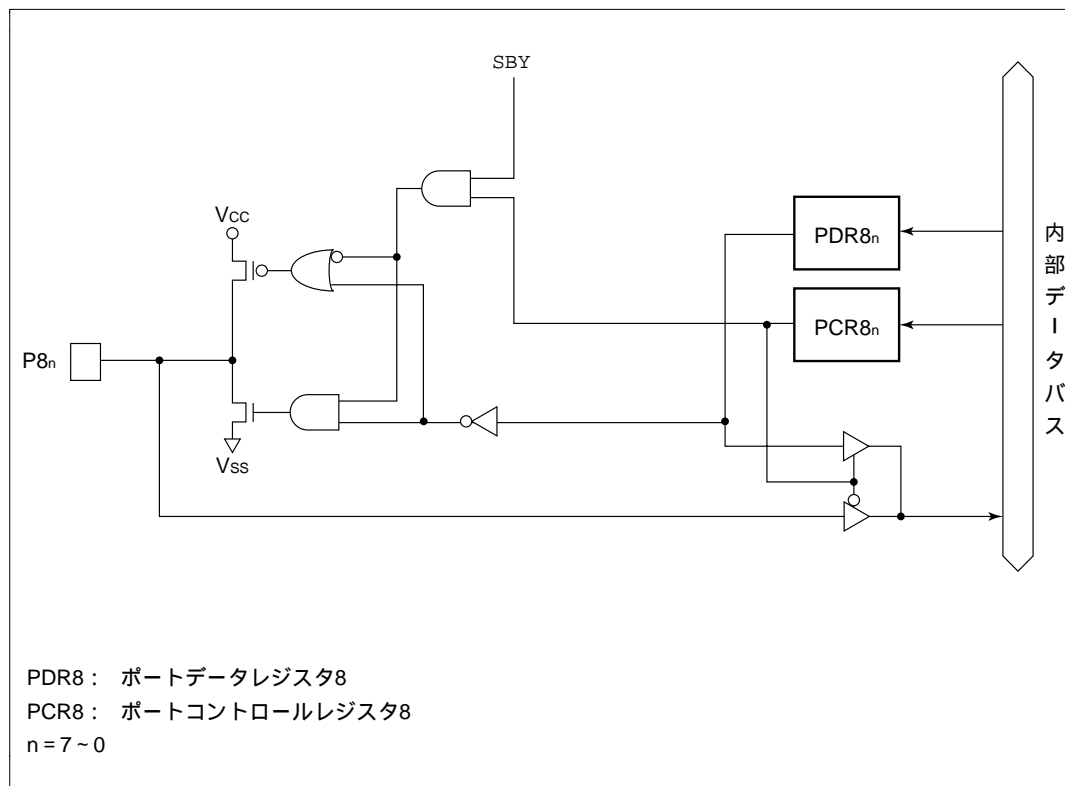 SBY
VCC
PDR8n
PCR8n
内部データバス
P8n
VSS
PDR8： ポートデータレジスタ8
PCR8： ポートコントロールレジスタ8
n = 7 ~ 0